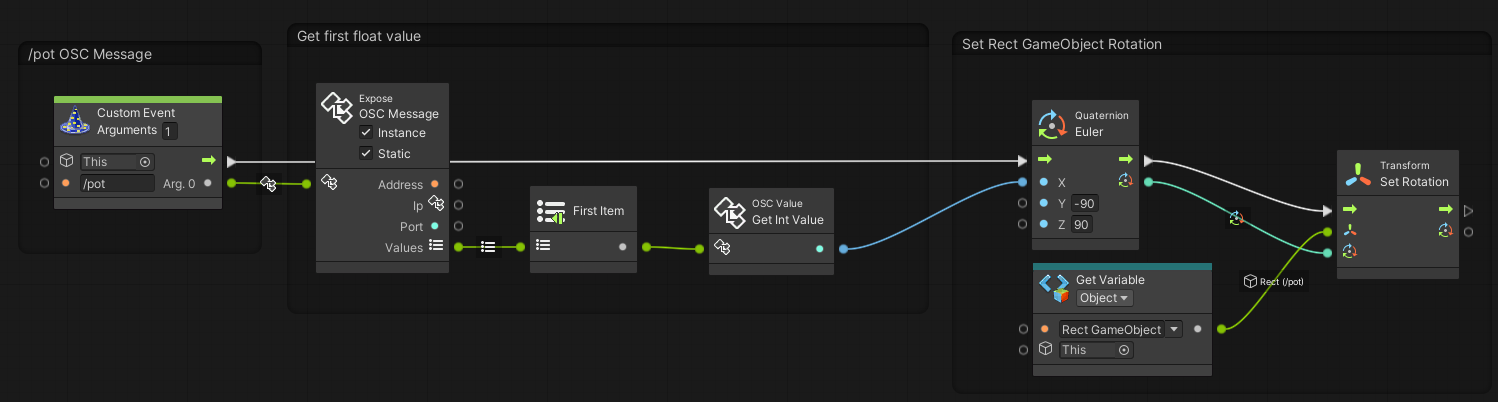 /pot OSC Message
Custom Event
Arguments 1
This
/pot
Arg. 0
Get first float value
Expose
OSC Message
Instance
Static
Address
Ip
Port
Values
First Item
OSC Value
Get Int Value
Set Rect GameObject Rotation
Quaternion
Euler
X
Y -90
Z 90
Get Variable
Object
Rect GameObject
This
Rect (/pot)
Transform
Set Rotation